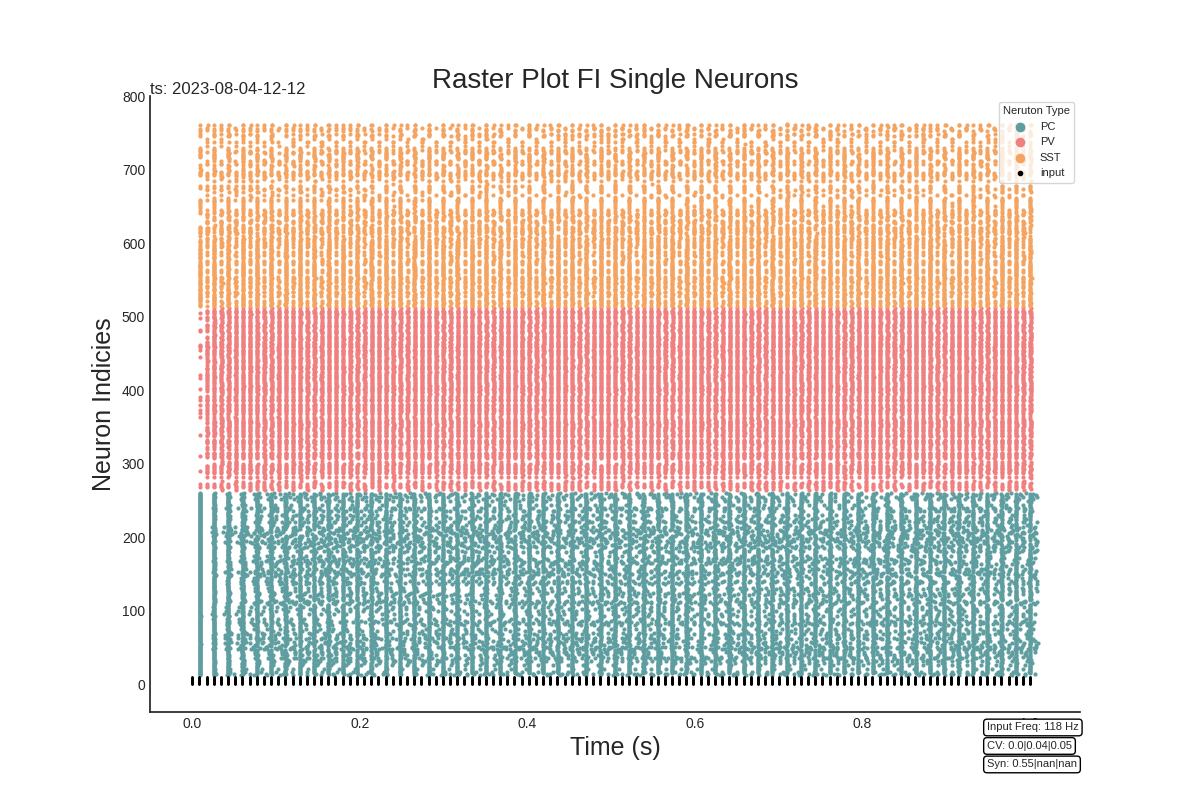 Raster Plot FI Single Neurons
ts: 2023-08-04-12-12
Neruton Type
PC
PV
SST
input
Neuron Indicies
800
700
600
500
400
300
200
100
0
0.0
0.2
0.4
0.6
0.8
Time (s)
Input Freq: 118 Hz
CV: 0.0|0.04|0.05
Syn: 0.55|nan|nan